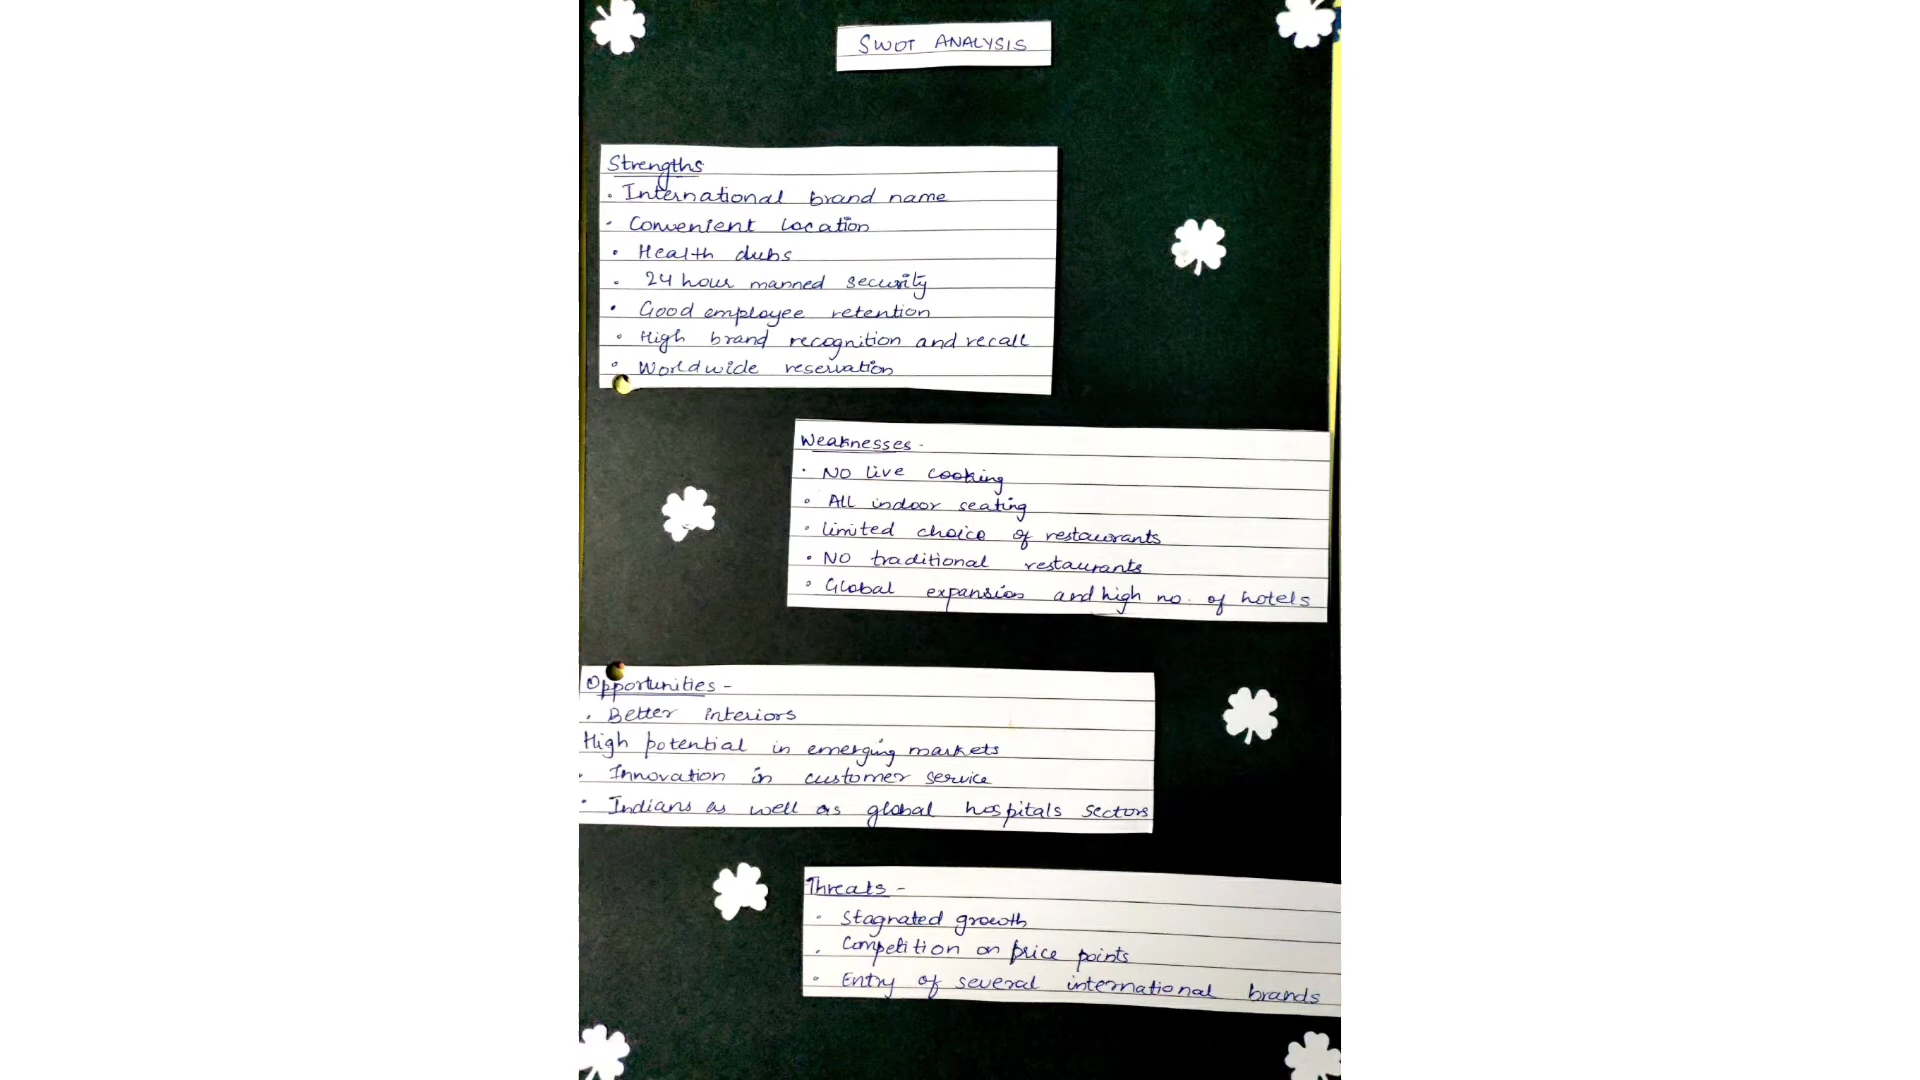 SWOT ANALYSIS
Strengths
. International brand name
. Convenient Location
. Health clubs
. 24 hour manned security
. Good employee retention
. High brand recognition and recall
. Worldwide reservation
Weaknesses -
. NO live cooking
. All indoor seating
. limited choice of restaurants
. NO traditional restaurants
. Global expansion and high no. of hotels
Opportunities -
. Better interiors
High potential in emerging markets
. Innovation in customer service
. Indians as well as global hospitals sectors
Threats -
. Stagnated growth
. Competition on price points
. Entry of several international brands